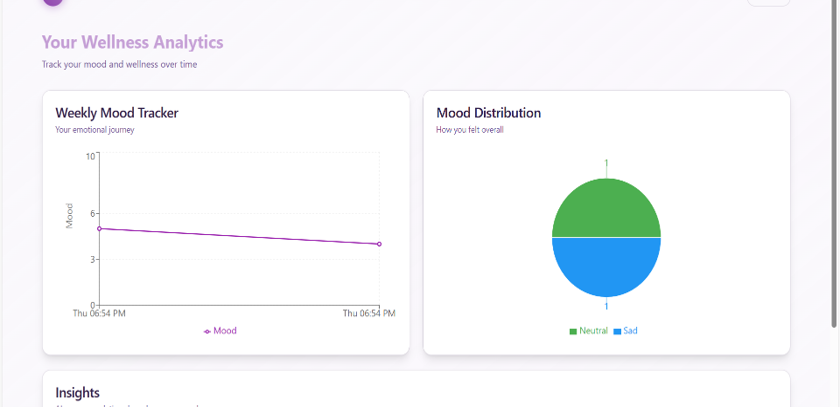 Your Wellness Analytics
Track your mood and wellness over time
Weekly Mood Tracker
Your emotional journey
10
6
3
0
Mood
Thu 06:54 PM
Thu 06:54 PM
Mood
Mood Distribution
How you felt overall
1
1
Neutral
Sad
Insights